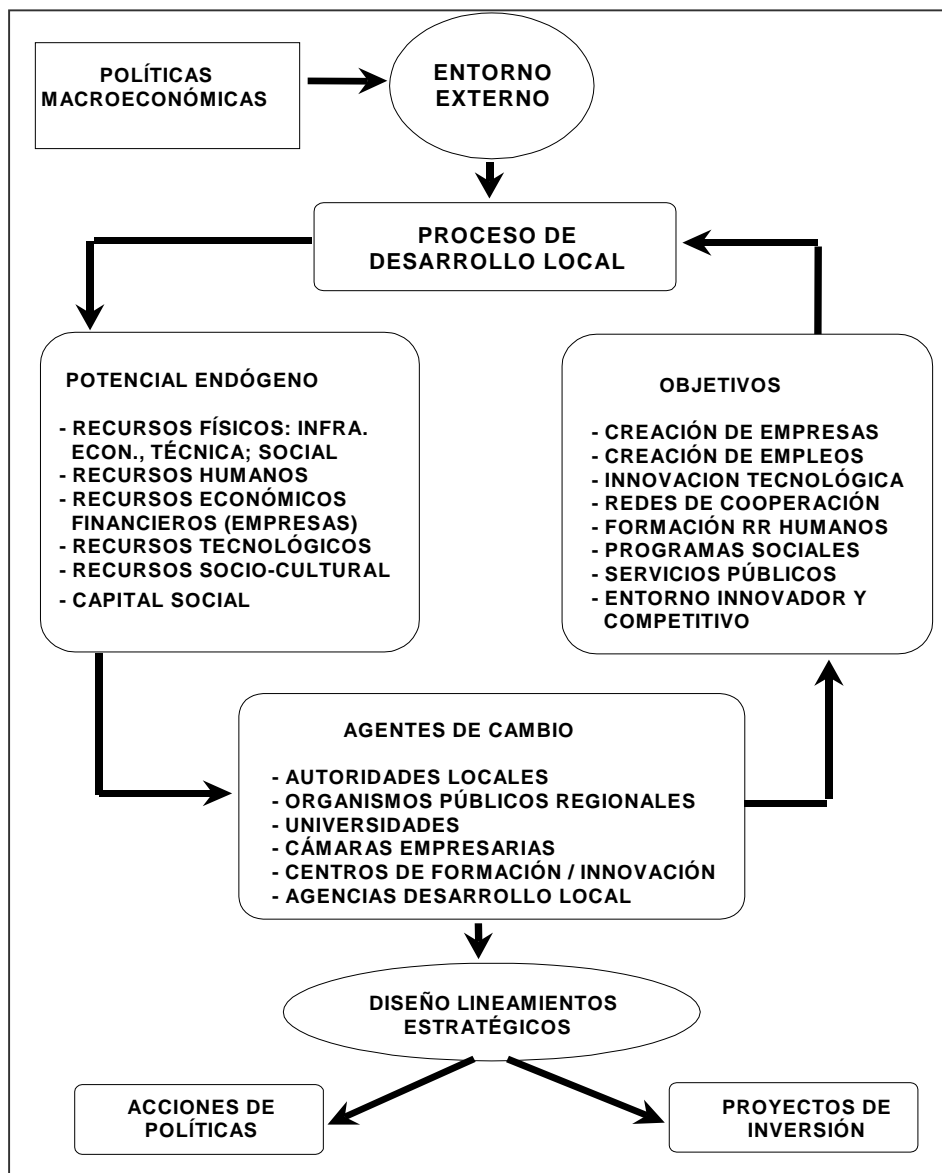 POLÍTICAS
MACROECONÓMICAS
ENTORNO
EXTERNO
PROCESO DE
DESARROLLO LOCAL
POTENCIAL ENDÓGENO
- RECURSOS FÍSICOS: INFRA.
ECON., TÉCNICA; SOCIAL
- RECURSOS HUMANOS
- RECURSOS ECONÓMICOS
FINANCIEROS (EMPRESAS)
- RECURSOS TECNOLÓGICOS
- RECURSOS SOCIO-CULTURAL
- CAPITAL SOCIAL
OBJETIVOS
- CREACIÓN DE EMPRESAS
- CREACIÓN DE EMPLEOS
- INNOVACION TECNOLÓGICA
- REDES DE COOPERACIÓN
- FORMACIÓN RR HUMANOS
- PROGRAMAS SOCIALES
- SERVICIOS PÚBLICOS
- ENTORNO INNOVADOR Y
COMPETITIVO
AGENTES DE CAMBIO
- AUTORIDADES LOCALES
- ORGANISMOS PÚBLICOS REGIONALES
- UNIVERSIDADES
- CÁMARAS EMPRESARIAS
- CENTROS DE FORMACIÓN / INNOVACIÓN
- AGENCIAS DESARROLLO LOCAL
DISEÑO LINEAMIENTOS
ESTRATÉGICOS
ACCIONES DE
POLÍTICAS
PROYECTOS DE
INVERSIÓN